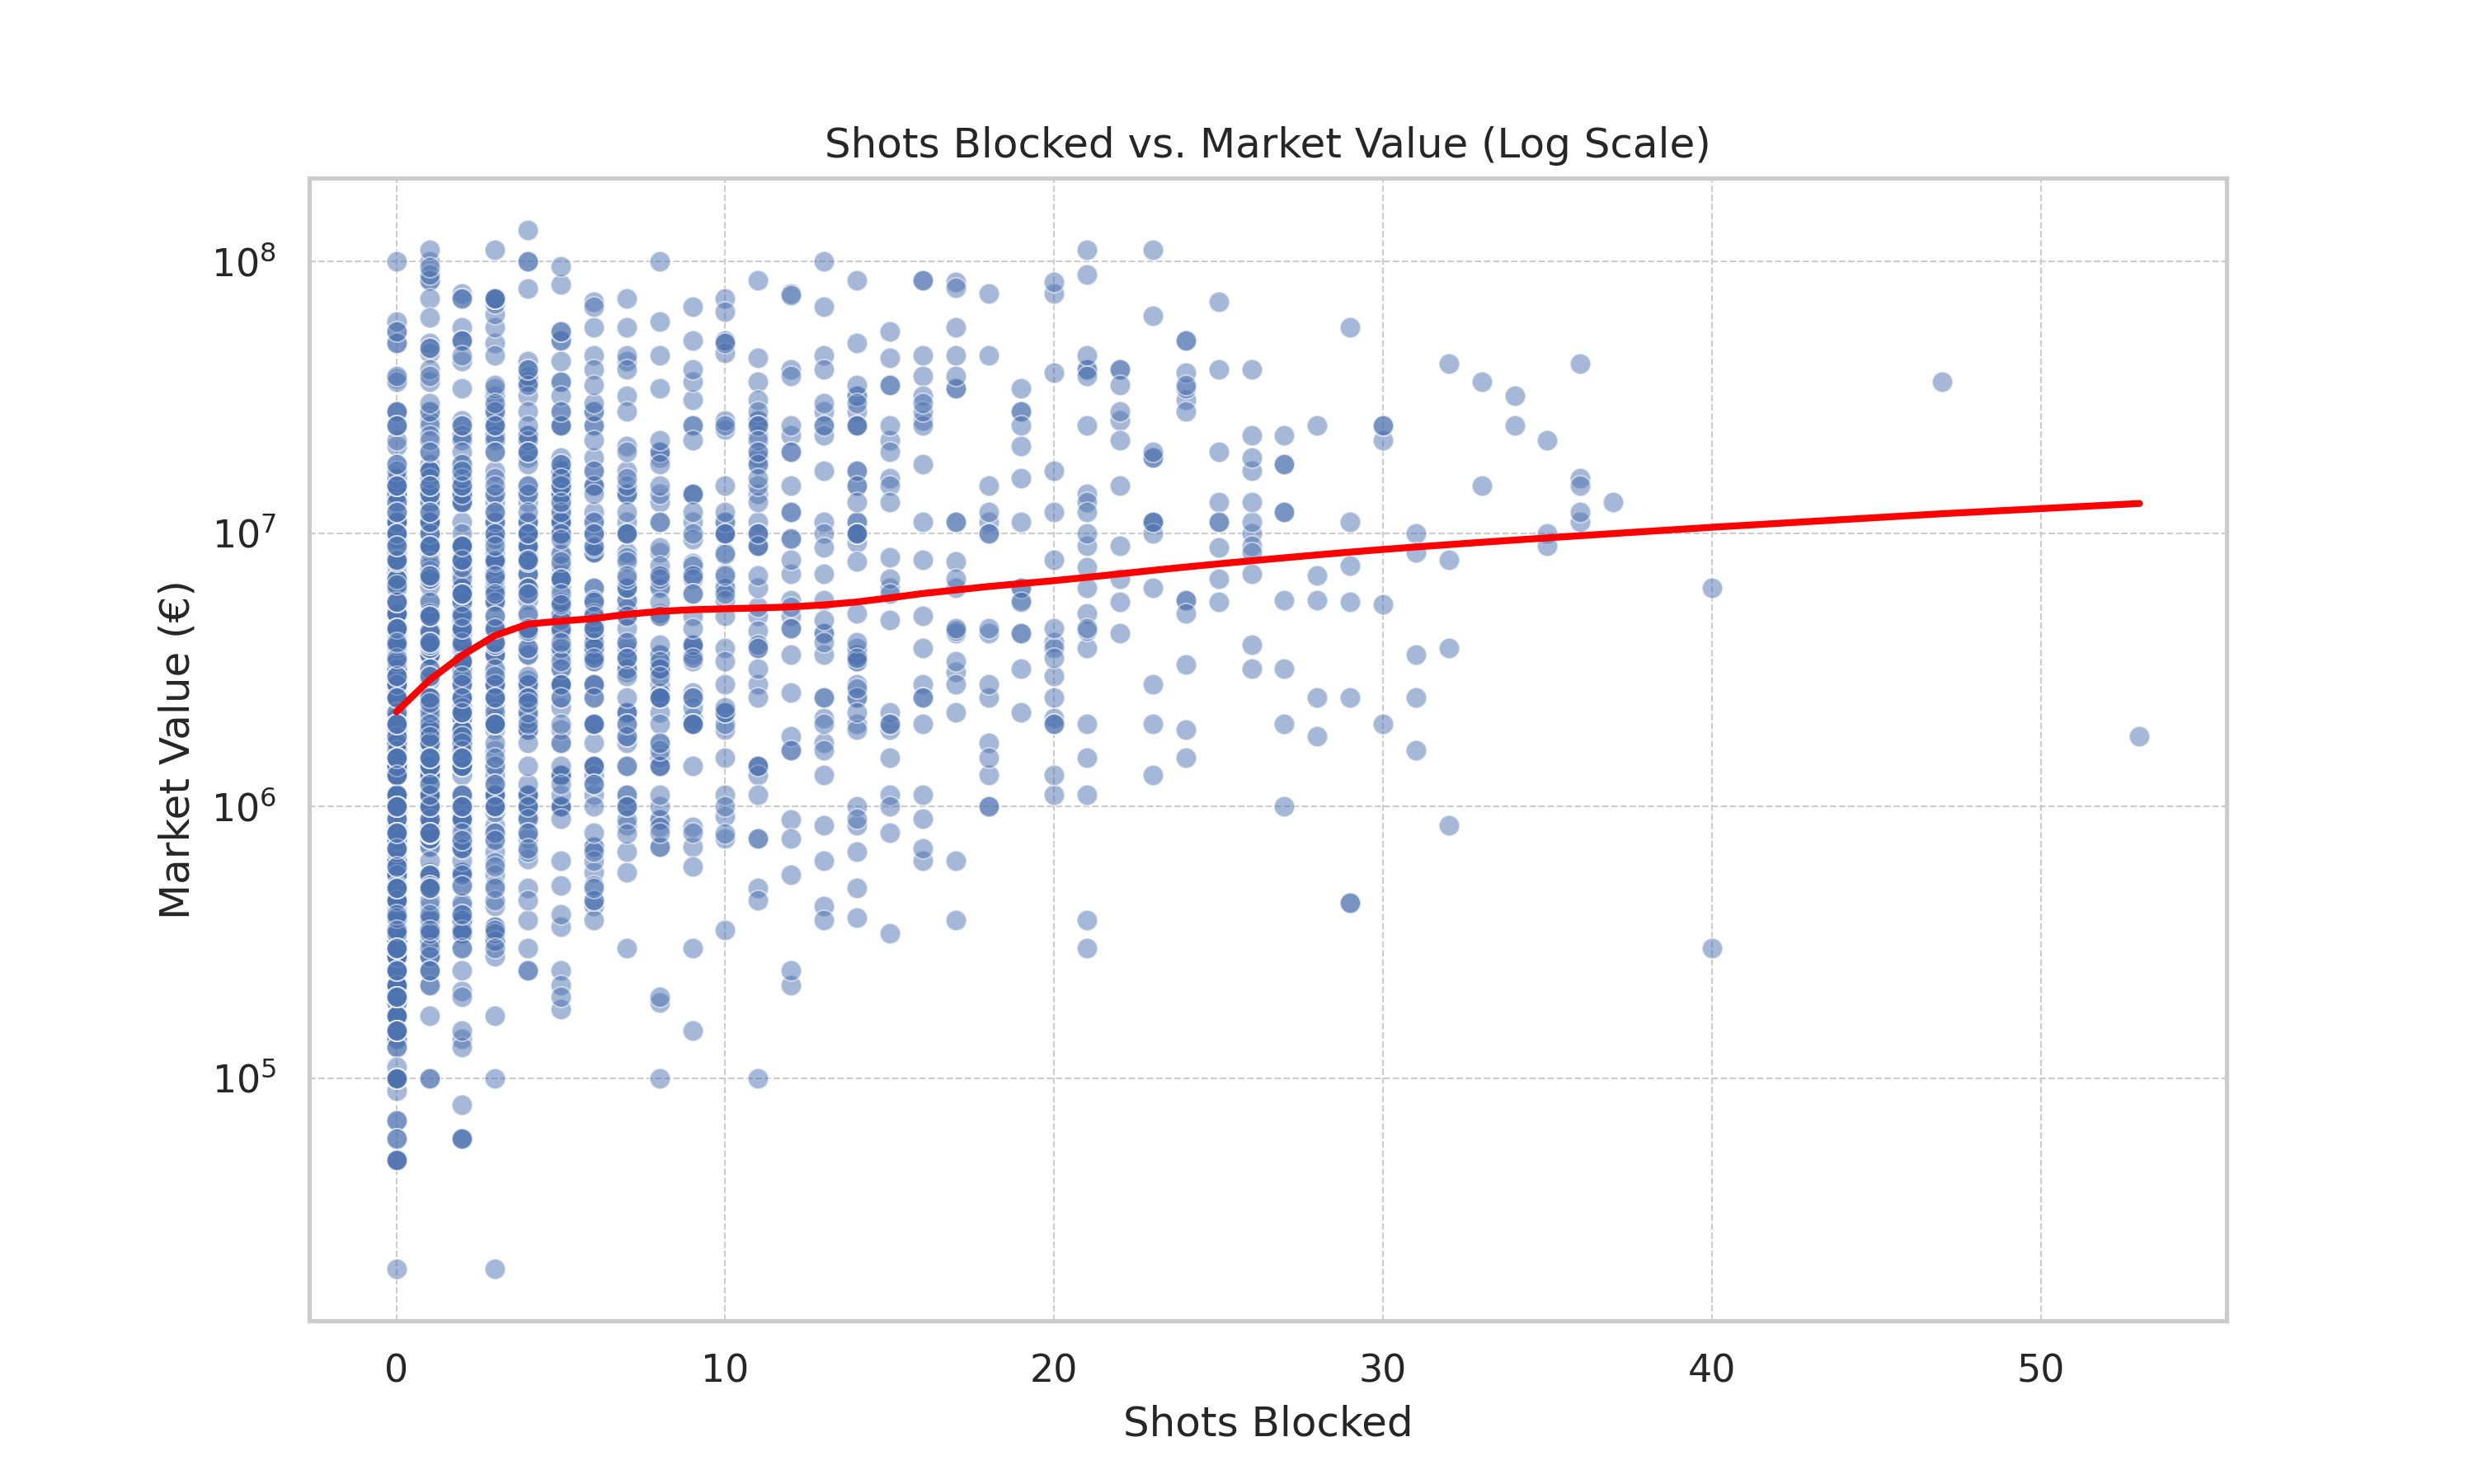 Shots Blocked vs. Market Value (Log Scale)
Market Value (€)
10⁸
10⁷
10⁶
10⁵
0 10 20 30 40 50
Shots Blocked